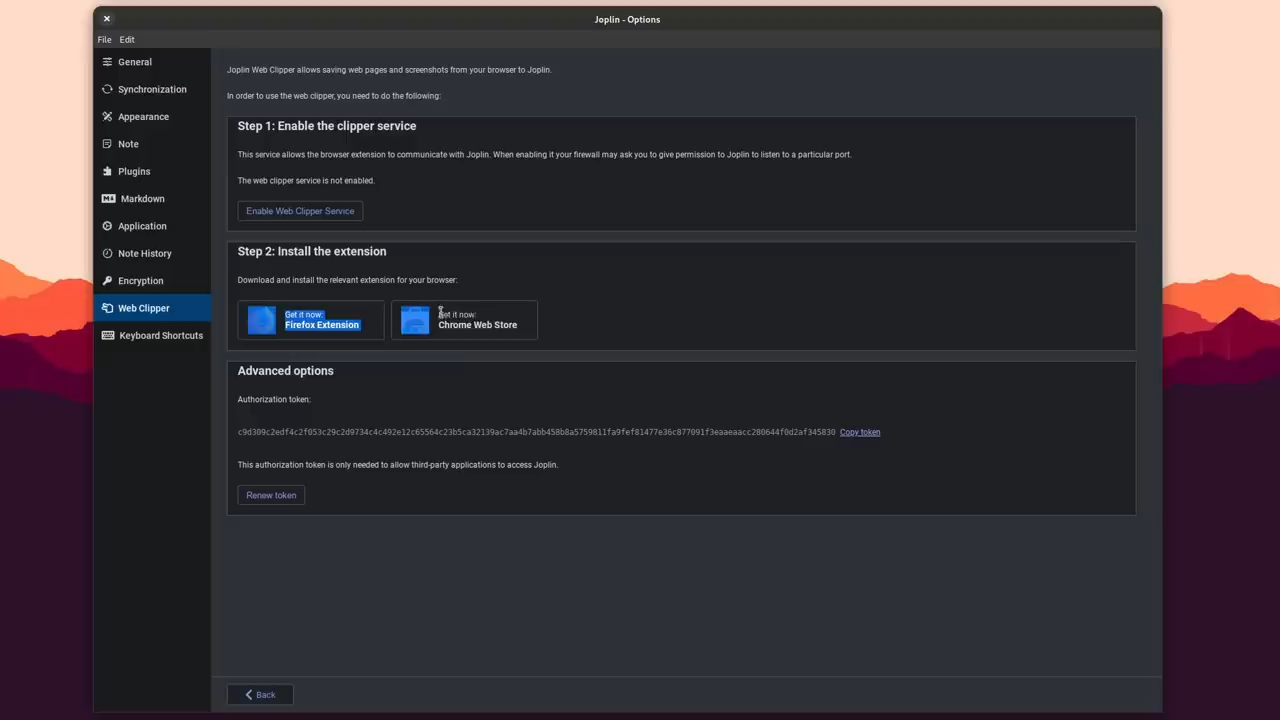 Joplin - Options
File Edit
General
Synchronization
Appearance
Note
Plugins
Markdown
Application
Note History
Encryption
Web Clipper
Keyboard Shortcuts
Joplin Web Clipper allows saving web pages and screenshots from your browser to Joplin.
In order to use the web clipper, you need to do the following:
Step 1: Enable the clipper service
This service allows the browser extension to communicate with Joplin. When enabling it your firewall may ask you to give permission to Joplin to listen to a particular port.
The web clipper service is not enabled.
Enable Web Clipper Service
Step 2: Install the extension
Download and install the relevant extension for your browser:
Get it now:
Firefox Extension
Get it now:
Chrome Web Store
Advanced options
Authorization token:
Copy token
This authorization token is only needed to allow third-party applications to access Joplin.
Renew token
Back